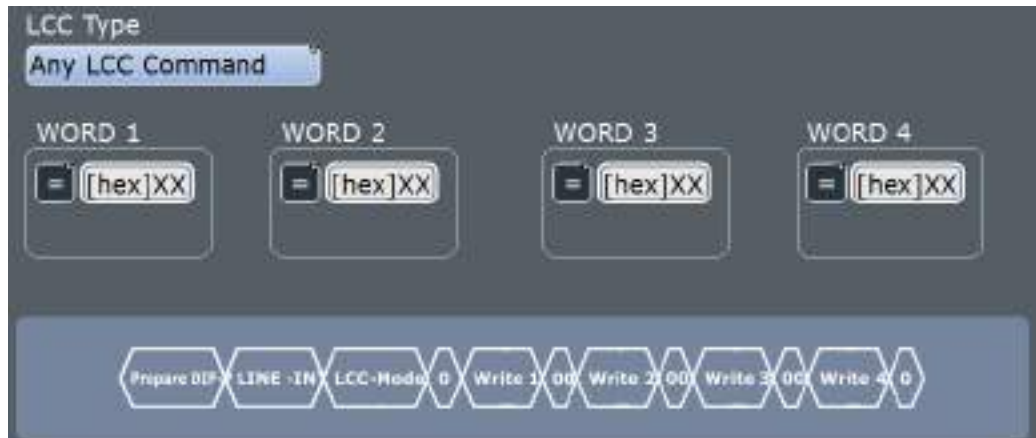 LCC Type
Any LCC Command
WORD 1 WORD 2 WORD 3 WORD 4
= [hex]XX = [hex]XX = [hex]XX = [hex]XX
Prepare DIF-P LINE -IN LCC-Mode 0 Write 1 00 Write 2 00 Write 3 00 Write 4 0